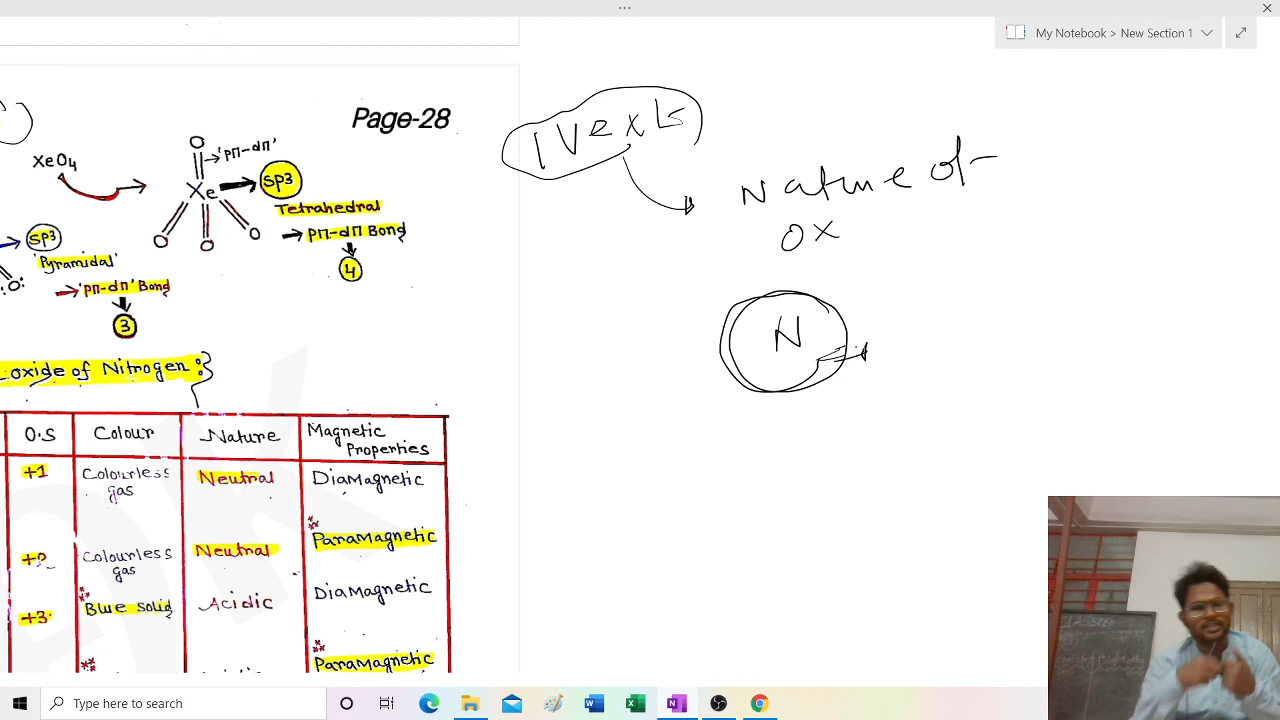 My Notebook > New Section 1
Page-28
XeO4
O
Pπ-dπ'
Xe
SP3
O
O
O
Tetrahedral
Pπ-dπ Bond
4
SP3
'Pyramidal'
:O:
'Pπ-dπ' Bond
3
oxide of Nitrogen :
O.S
Colour
Nature
Magnetic
Properties
+1
Colourless
gas
Neutral
DiaMagnetic
+2
Colourless
gas
Neutral
**
ParaMagnetic
+3
**
Blue solid
Acidic
DiaMagnetic
**
**
ParaMagnetic
Nature of
OX
N
Type here to search